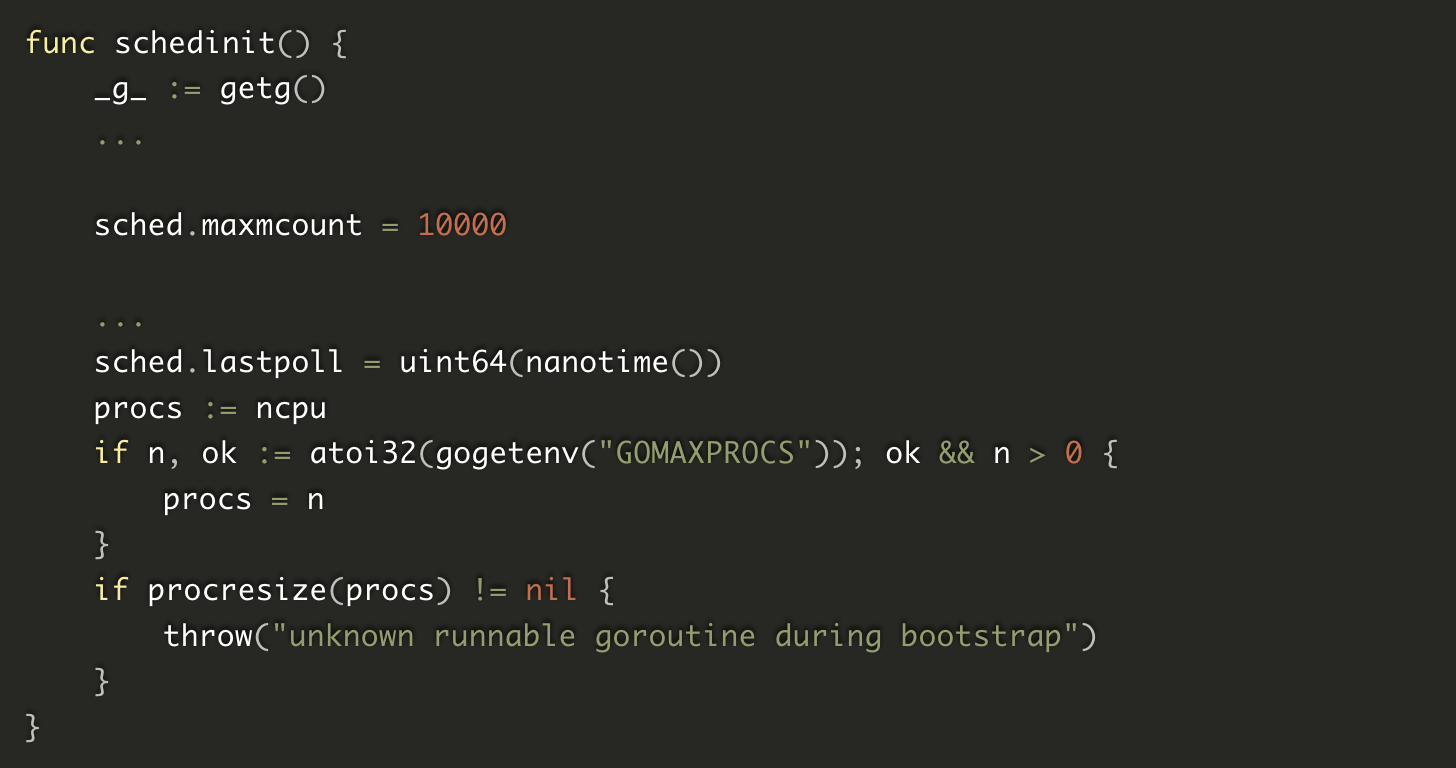 func schedinit() {
    _g_ := getg()
    ...

    sched.maxmcount = 10000

    ...
    sched.lastpoll = uint64(nanotime())
    procs := ncpu
    if n, ok := atoi32(gogetenv("GOMAXPROCS")); ok && n > 0 {
        procs = n
    }
    if procresize(procs) != nil {
        throw("unknown runnable goroutine during bootstrap")
    }
}